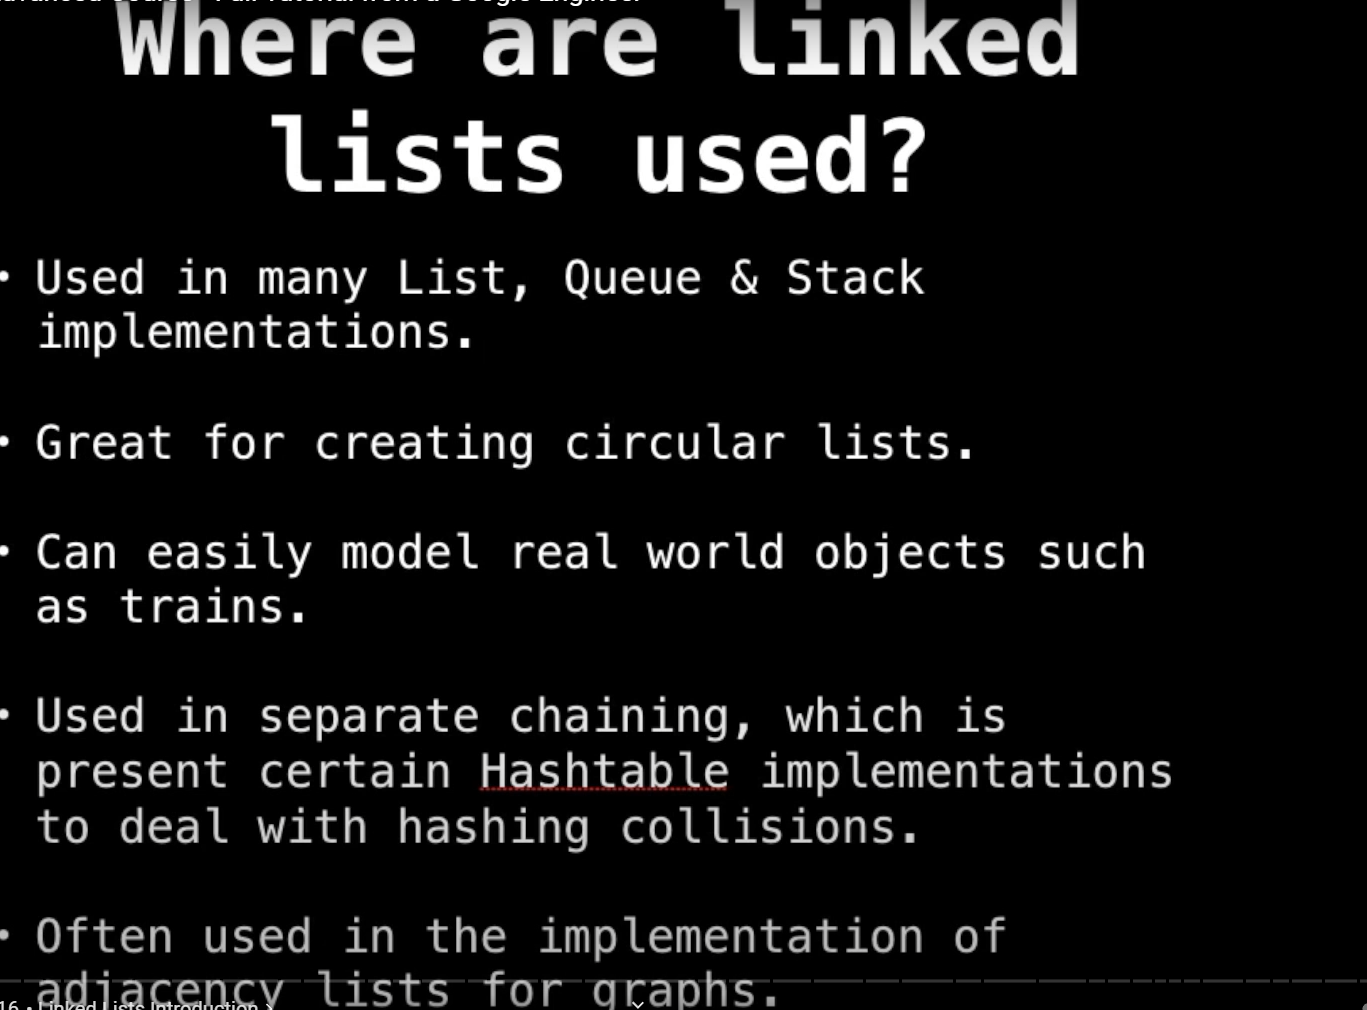 Advanced Course - Full Tutorial from a Google Engineer
Where are linked
lists used?
• Used in many List, Queue & Stack
implementations.
• Great for creating circular lists.
• Can easily model real world objects such
as trains.
• Used in separate chaining, which is
present certain Hashtable implementations
to deal with hashing collisions.
• Often used in the implementation of
adjacency lists for graphs.
16 • Linked Lists Introduction >